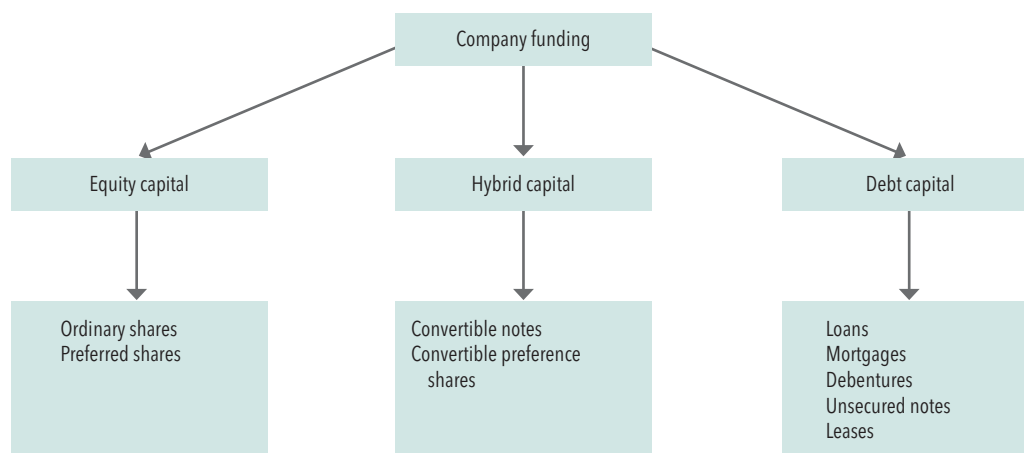 Company funding
Equity capital
Hybrid capital
Debt capital
Ordinary shares
Preferred shares
Convertible notes
Convertible preference
shares
Loans
Mortgages
Debentures
Unsecured notes
Leases